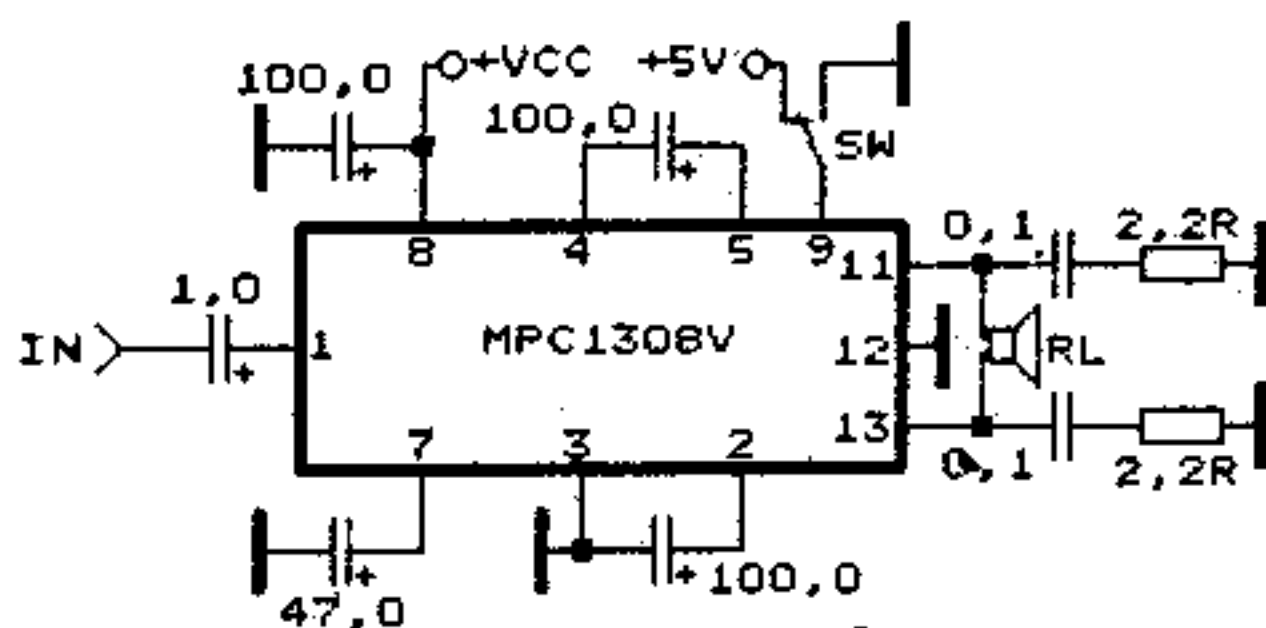 +VCC +5V
100,0
100,0
SW
8 4 5 9
0,1 2,2R
11
1,0
MPC1308V
IN 1 12 RL
7 3 2 13
0,1 2,2R
+ 100,0
47,0